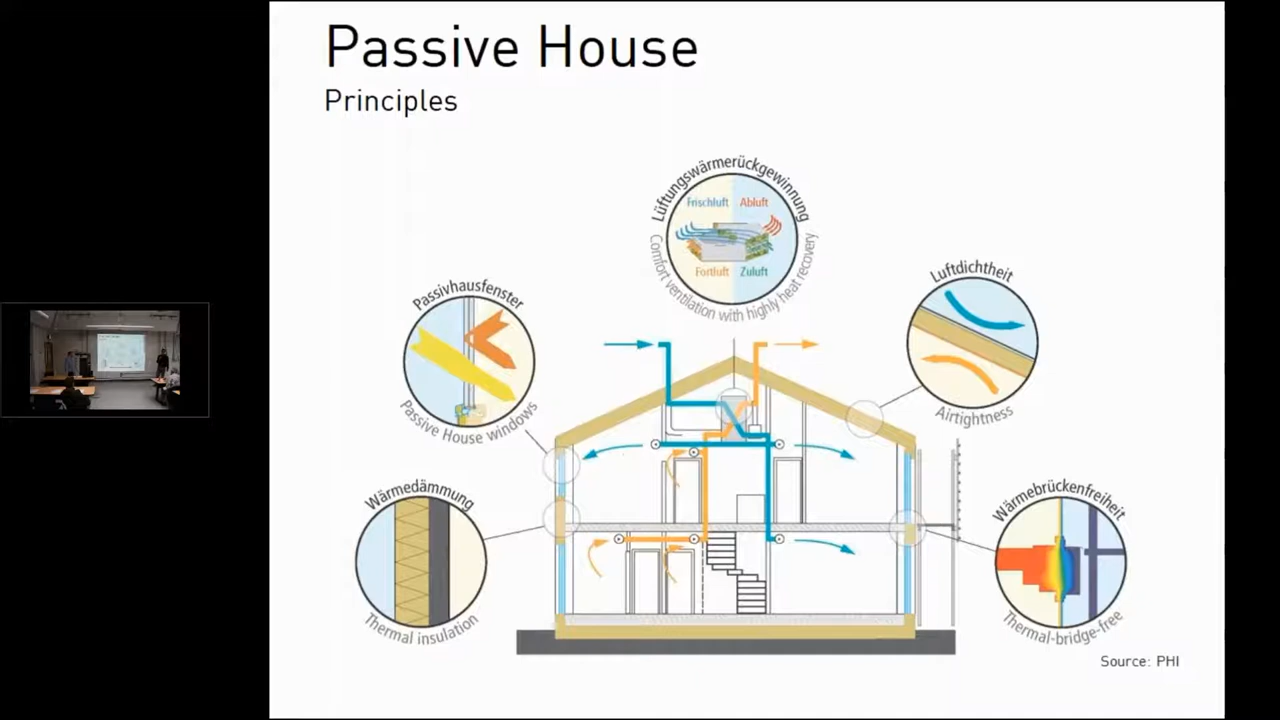 Passive House
Principles
Lüftungswärmerückgewinnung
Frischluft Abluft
Fortluft Zuluft
Comfort ventilation with highly heat recovery
Passivhausfenster
Passive House windows
Luftdichtheit
Airtightness
Wärmedämmung
Thermal insulation
Wärmebrückenfreiheit
Thermal-bridge-free
Source: PHI